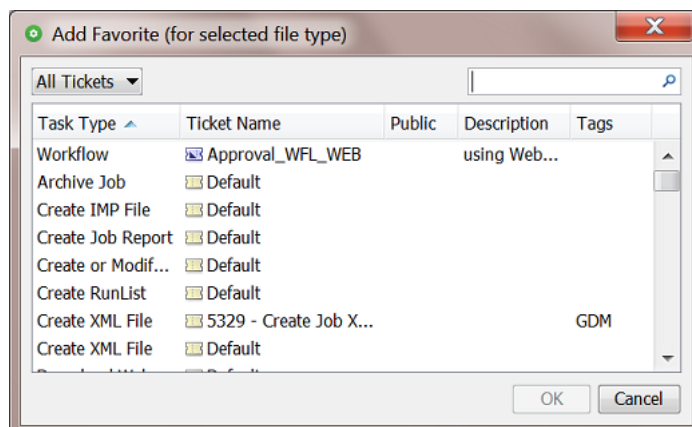 Add Favorite (for selected file type)
All Tickets
Task Type Ticket Name Public Description Tags
Workflow Approval_WFL_WEB using Web...
Archive Job Default
Create IMP File Default
Create Job Report Default
Create or Modif... Default
Create RunList Default
Create XML File 5329 - Create Job X... GDM
Create XML File Default
OK Cancel